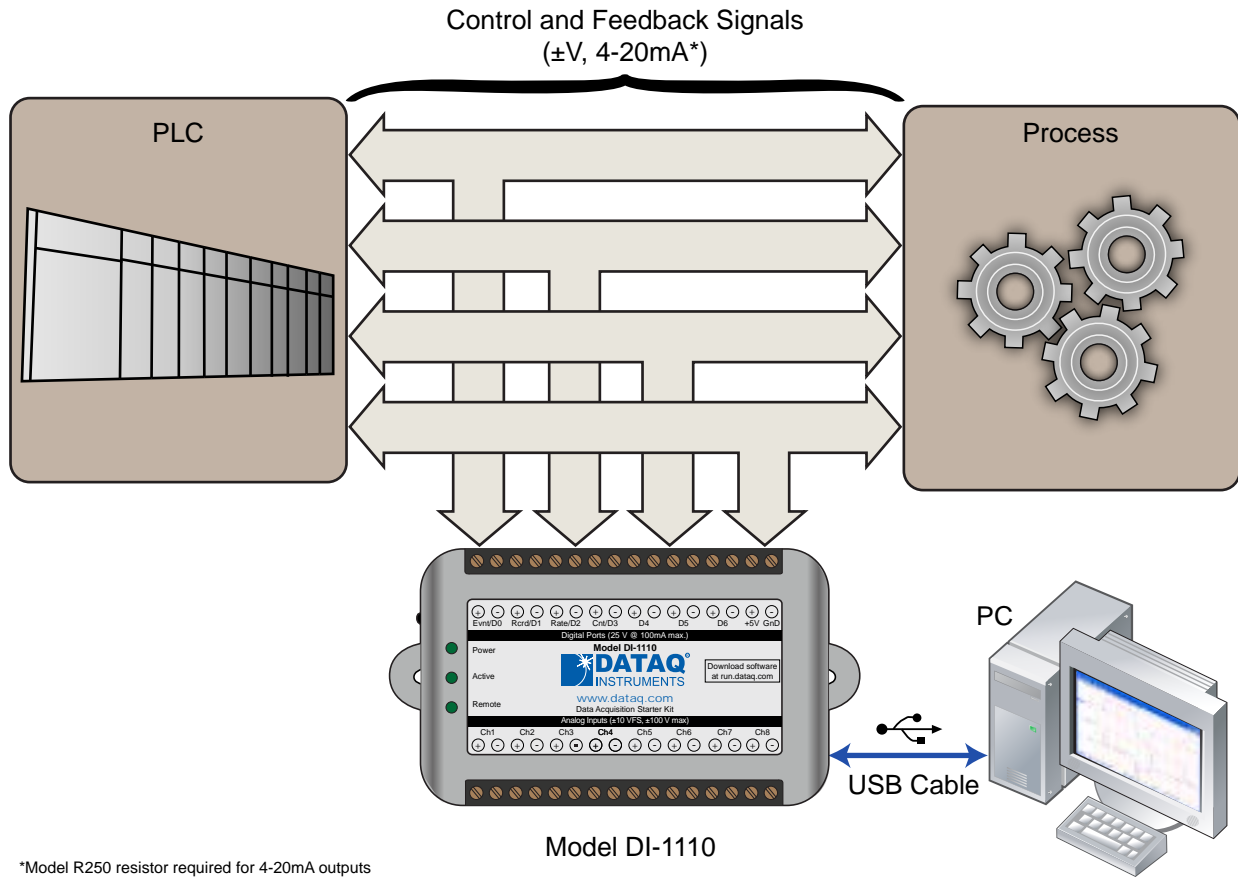 Control and Feedback Signals
(±V, 4-20mA*)
PLC
Process
Evnt/D0 Rcrd/D1 Rate/D2 Cnt/D3 D4 D5 D6 +5V GnD
Digital Ports (25 V @ 100mA max.)
Power
Active
Remote
Model DI-1110
DATAQ®
INSTRUMENTS
www.dataq.com
Data Acquisition Starter Kit
Download software
at run.dataq.com
Analog Inputs (±10 VFS, ±100 V max)
Ch1 Ch2 Ch3 Ch4 Ch5 Ch6 Ch7 Ch8
PC
USB Cable
Model DI-1110
*Model R250 resistor required for 4-20mA outputs